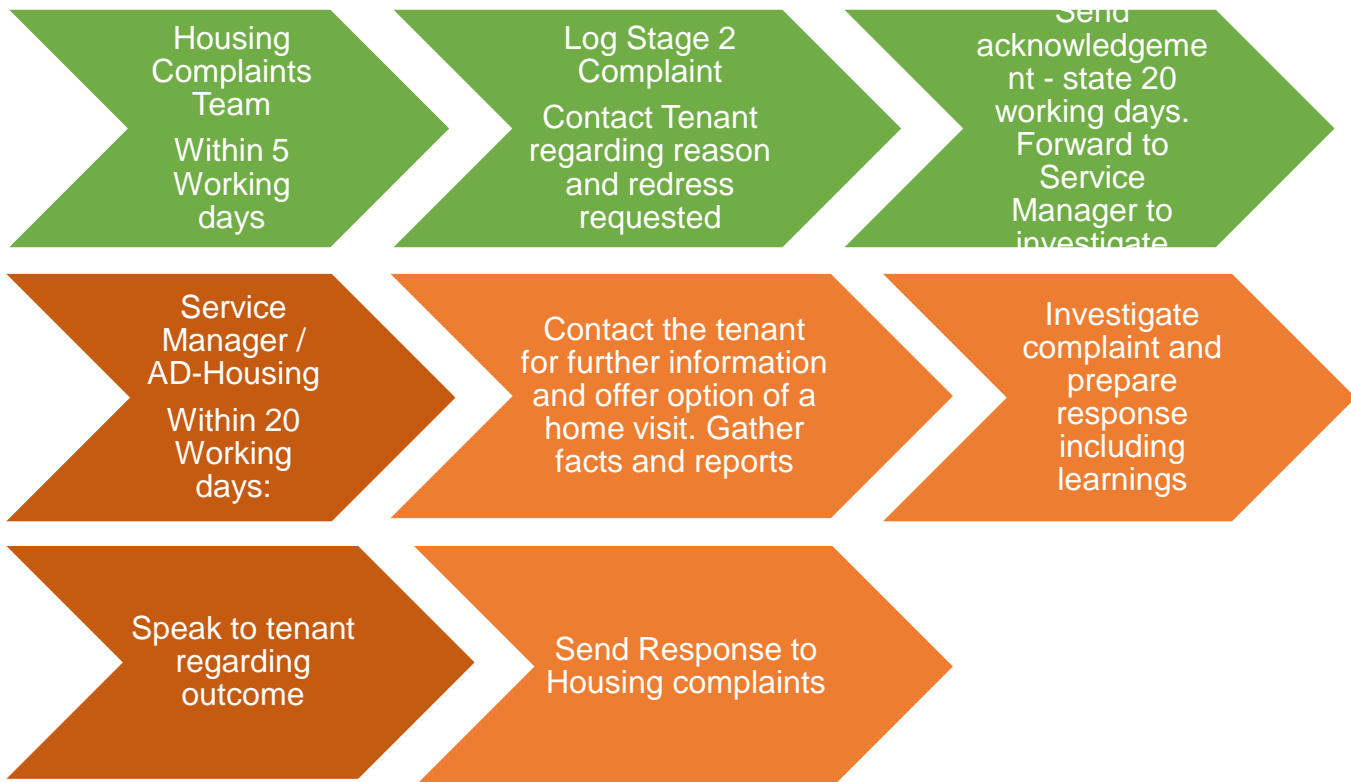 Housing
Complaints
Team
Within 5
Working
days
Log Stage 2
Complaint
Contact Tenant
regarding reason
and redress
requested
Send
acknowledgeme
nt - state 20
working days.
Forward to
Service
Manager to
investigate
Service
Manager /
AD-Housing
Within 20
Working
days:
Contact the tenant
for further information
and offer option of a
home visit. Gather
facts and reports
Investigate
complaint and
prepare
response
including
learnings
Speak to tenant
regarding
outcome
Send Response to
Housing complaints